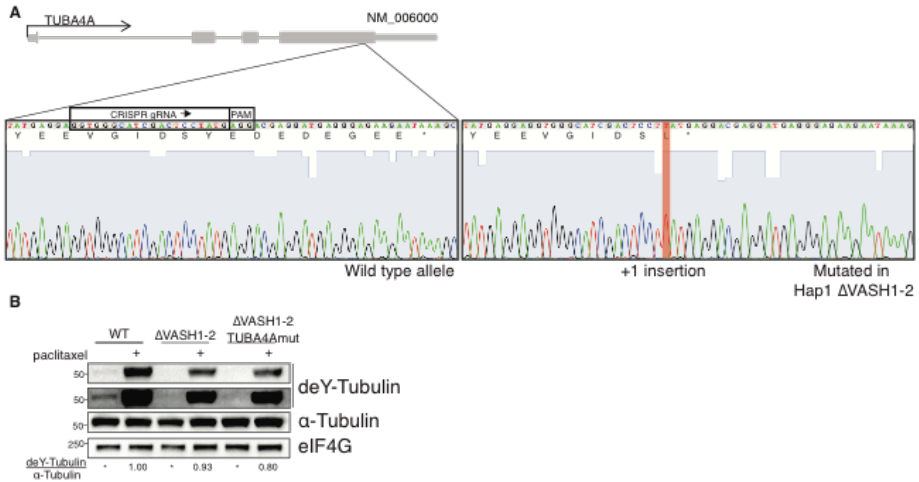 A
TUBA4A
NM_006000
CRISPR gRNA
PAM
TATGAGGAGGTGGGCATCGACTCCTATGAGGACGAGGATGAGGGAGAAGAATAAAGC
Y E E V G I D S Y E D E D E G E E *
TATGAGGAGGTGGGCATCGACTCCTTATGAGGACGAGGATGAGGGAGAAGAATAAAG
Y E E V G I D S L *
Wild type allele
+1 insertion
Mutated in
Hap1 ΔVASH1-2
B
WT
ΔVASH1-2
ΔVASH1-2
TUBA4Amut
paclitaxel + + +
50-
50-
deY-Tubulin
50-
α-Tubulin
250-
eIF4G
deY-Tubulin
α-Tubulin
- 1.00 - 0.93 - 0.80